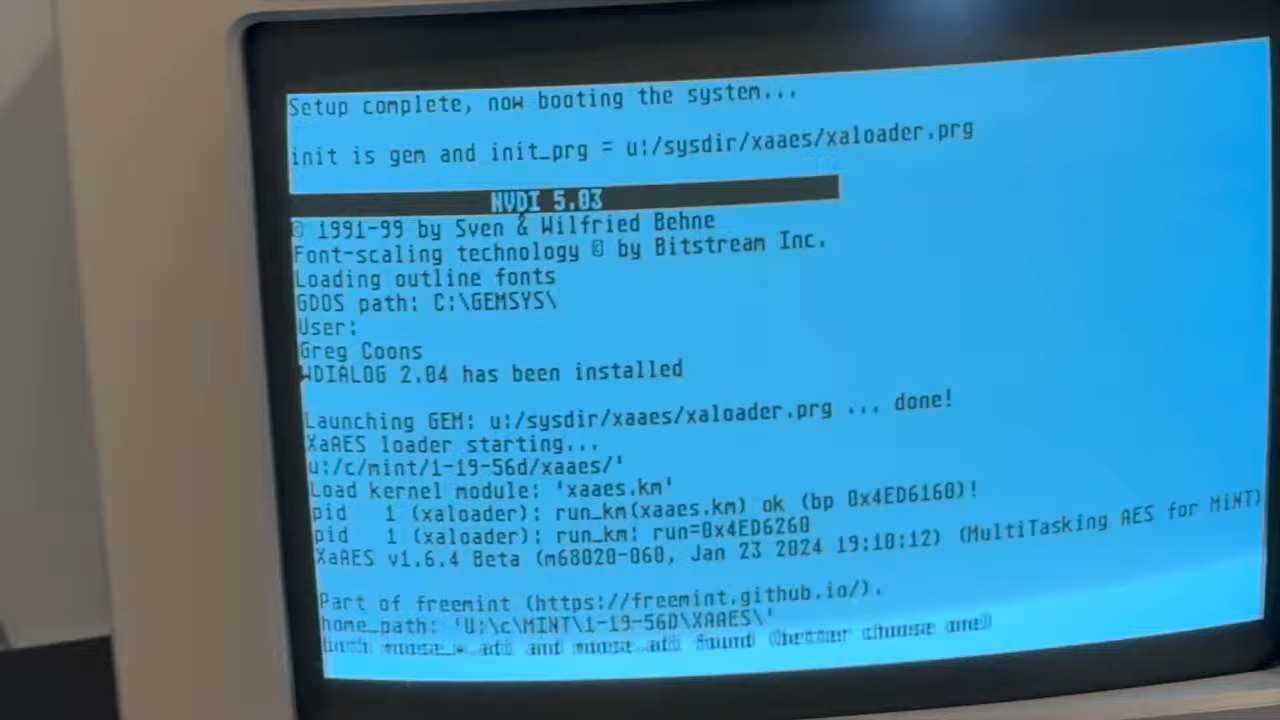 Setup complete, now booting the system...
init is gem and init_prg = u:/sysdir/xaaes/xaloader.prg
NVDI 5.03
© 1991-99 by Sven & Wilfried Behne
Font-scaling technology © by Bitstream Inc.
Loading outline fonts
GDOS path: C:\GEMSYS\
User:
Greg Coons
WDIALOG 2.04 has been installed
Launching GEM: u:/sysdir/xaaes/xaloader.prg ... done!
XaAES loader starting...
u:/c/mint/1-19-56d/xaaes/'
Load kernel module: 'xaaes.km'
pid 1 (xaloader): run_km(xaaes.km) ok (bp 0x4ED6160)!
pid 1 (xaloader): run_km: run=0x4ED6260
XaAES v1.6.4 Beta (m68020-060, Jan 23 2024 19:10:12) (MultiTasking AES for MiNT)
Part of freemint (https://freemint.github.io/).
home_path: 'U:\c\MINT\1-19-56D\XAAES\'
and found choose